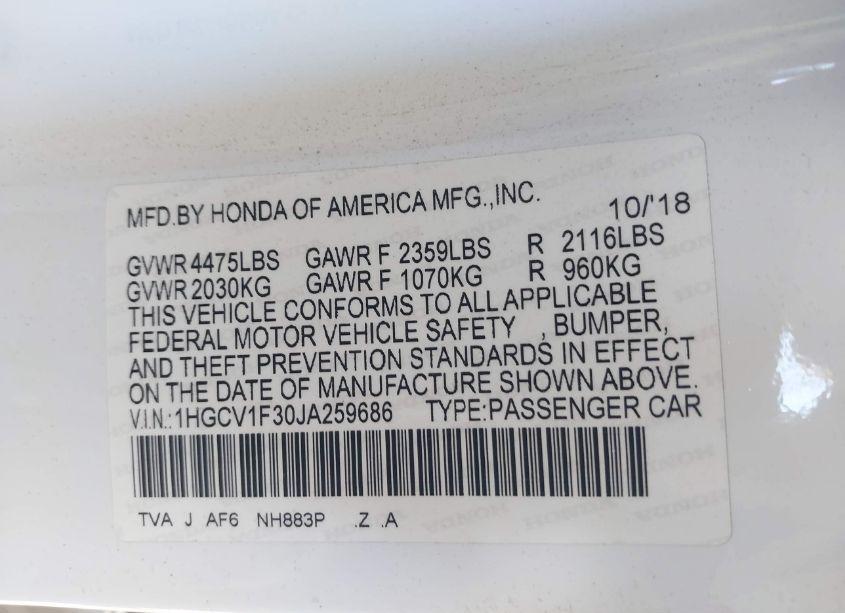 MFD.BY HONDA OF AMERICA MFG.,INC. 10/'18
GVWR 4475LBS GAWR F 2359LBS R 2116LBS
GVWR 2030KG GAWR F 1070KG R 960KG
THIS VEHICLE CONFORMS TO ALL APPLICABLE
FEDERAL MOTOR VEHICLE SAFETY , BUMPER,
AND THEFT PREVENTION STANDARDS IN EFFECT
ON THE DATE OF MANUFACTURE SHOWN ABOVE.
V.I.N.:1HGCV1F30JA259686 TYPE:PASSENGER CAR
TVA J AF6 NH883P .Z .A